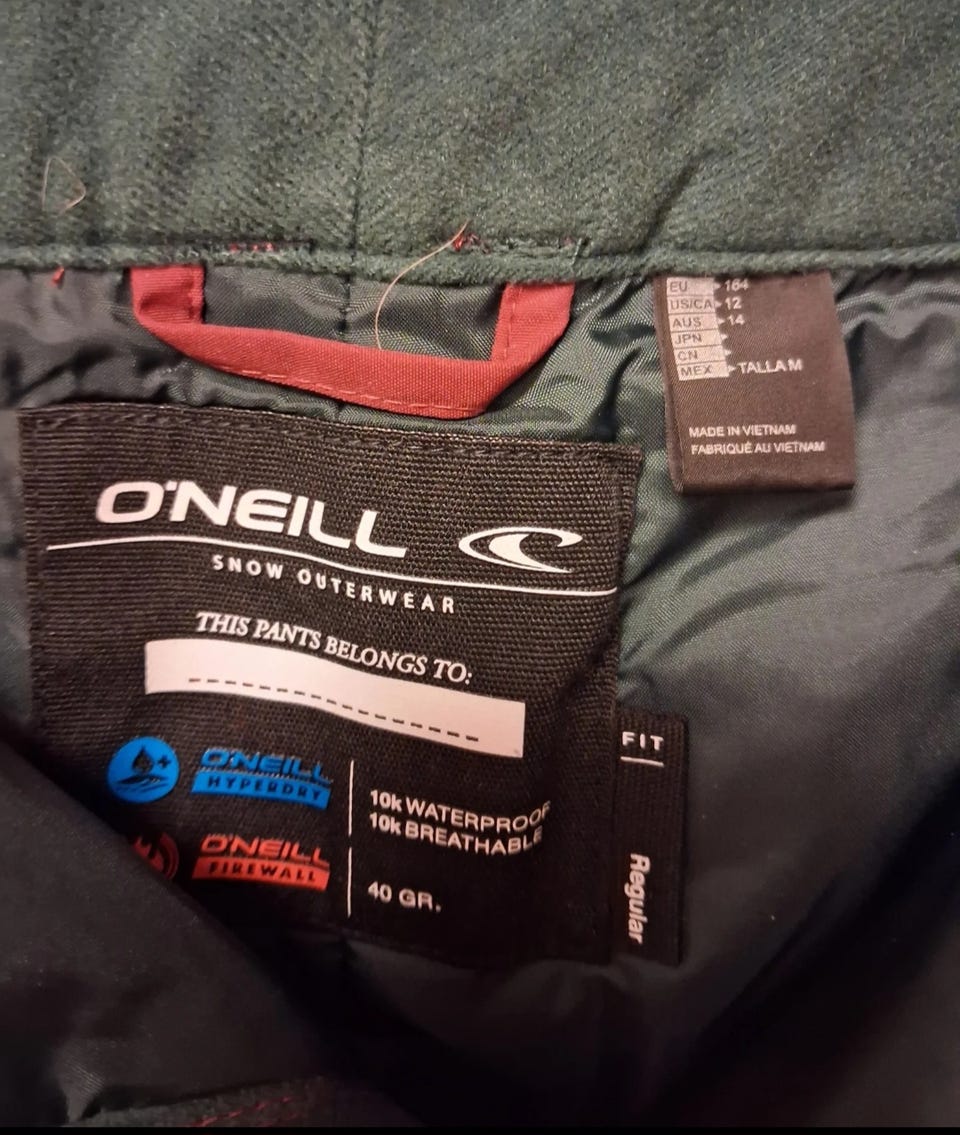 EU 164
US/CA 12
AUS 14
JPN
CN
MEX TALLA M
MADE IN VIETNAM
FABRIQUÉ AU VIETNAM
O'NEILL
SNOW OUTERWEAR
THIS PANTS BELONGS TO:
O'NEILL
HYPERDRY
10k WATERPROOF
10k BREATHABLE
O'NEILL
FIREWALL
40 GR.
FIT
Regular